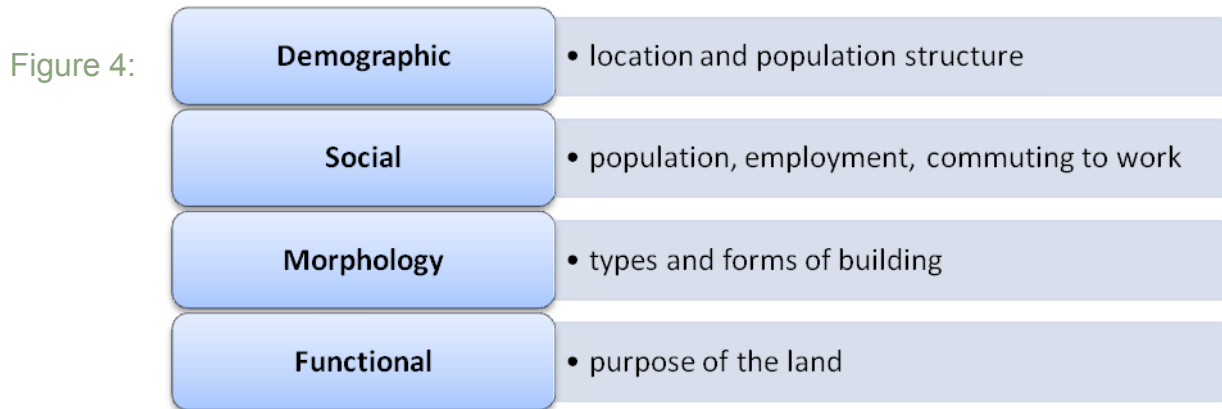 Figure 4:
Demographic
• location and population structure
Social
• population, employment, commuting to work
Morphology
• types and forms of building
Functional
• purpose of the land